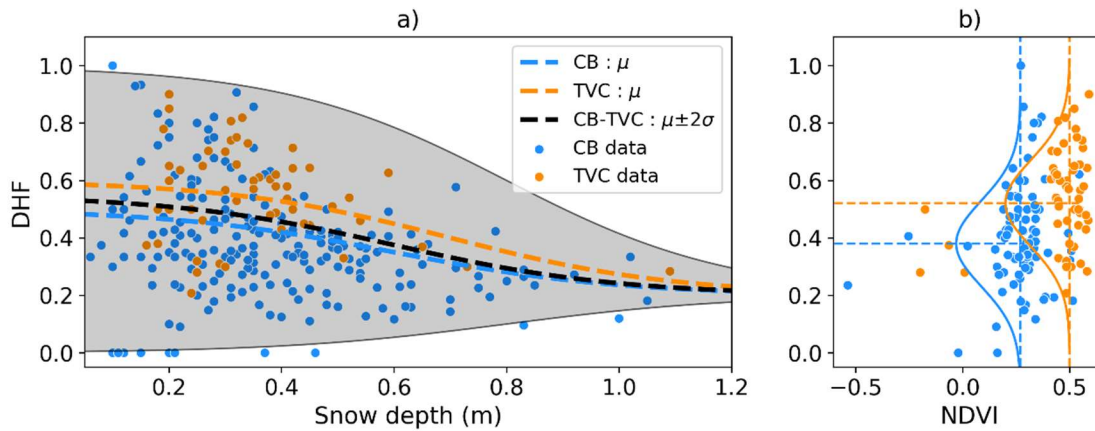 a)
b)
DHF
1.0
0.8
0.6
0.4
0.2
0.0
CB : μ
TVC : μ
CB-TVC : μ±2σ
CB data
TVC data
0.2
0.4
0.6
0.8
1.0
1.2
Snow depth (m)
1.0
0.8
0.6
0.4
0.2
0.0
−0.5
0.0
0.5
NDVI